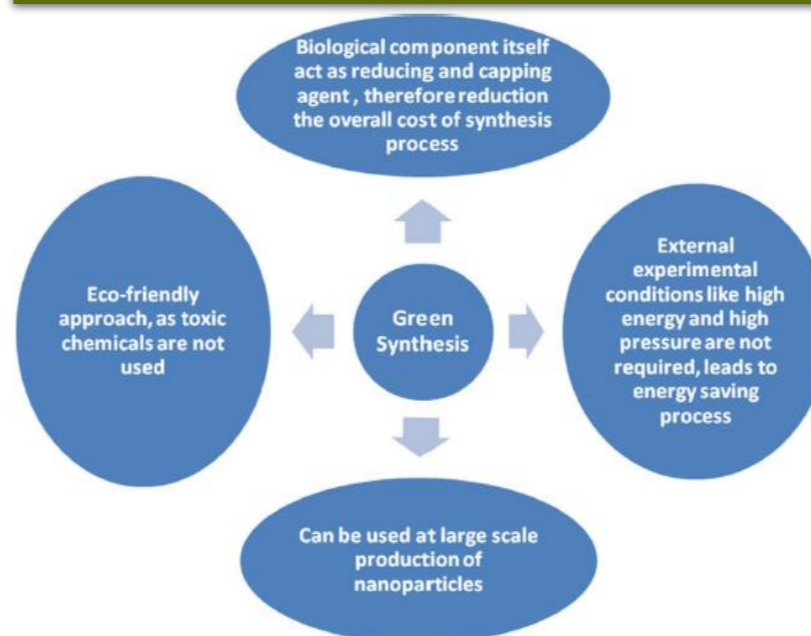 Biological component itself
act as reducing and capping
agent , therefore reduction
the overall cost of synthesis
process
Eco-friendly
approach, as toxic
chemicals are not
used
Green
Synthesis
External
experimental
conditions like high
energy and high
pressure are not
required, leads to
energy saving
process
Can be used at large scale
production of
nanoparticles